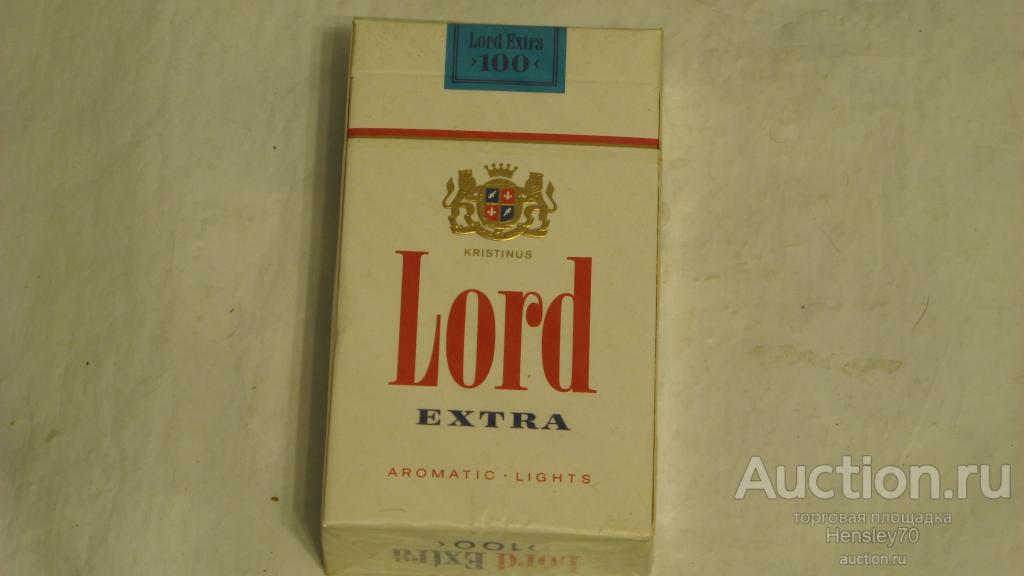 Lord Extra
›100‹
KRISTINUS
Lord
EXTRA
AROMATIC · LIGHTS
Lord Extra
›100‹
Auction.ru
торговая площадка
Hensley70
auction.ru